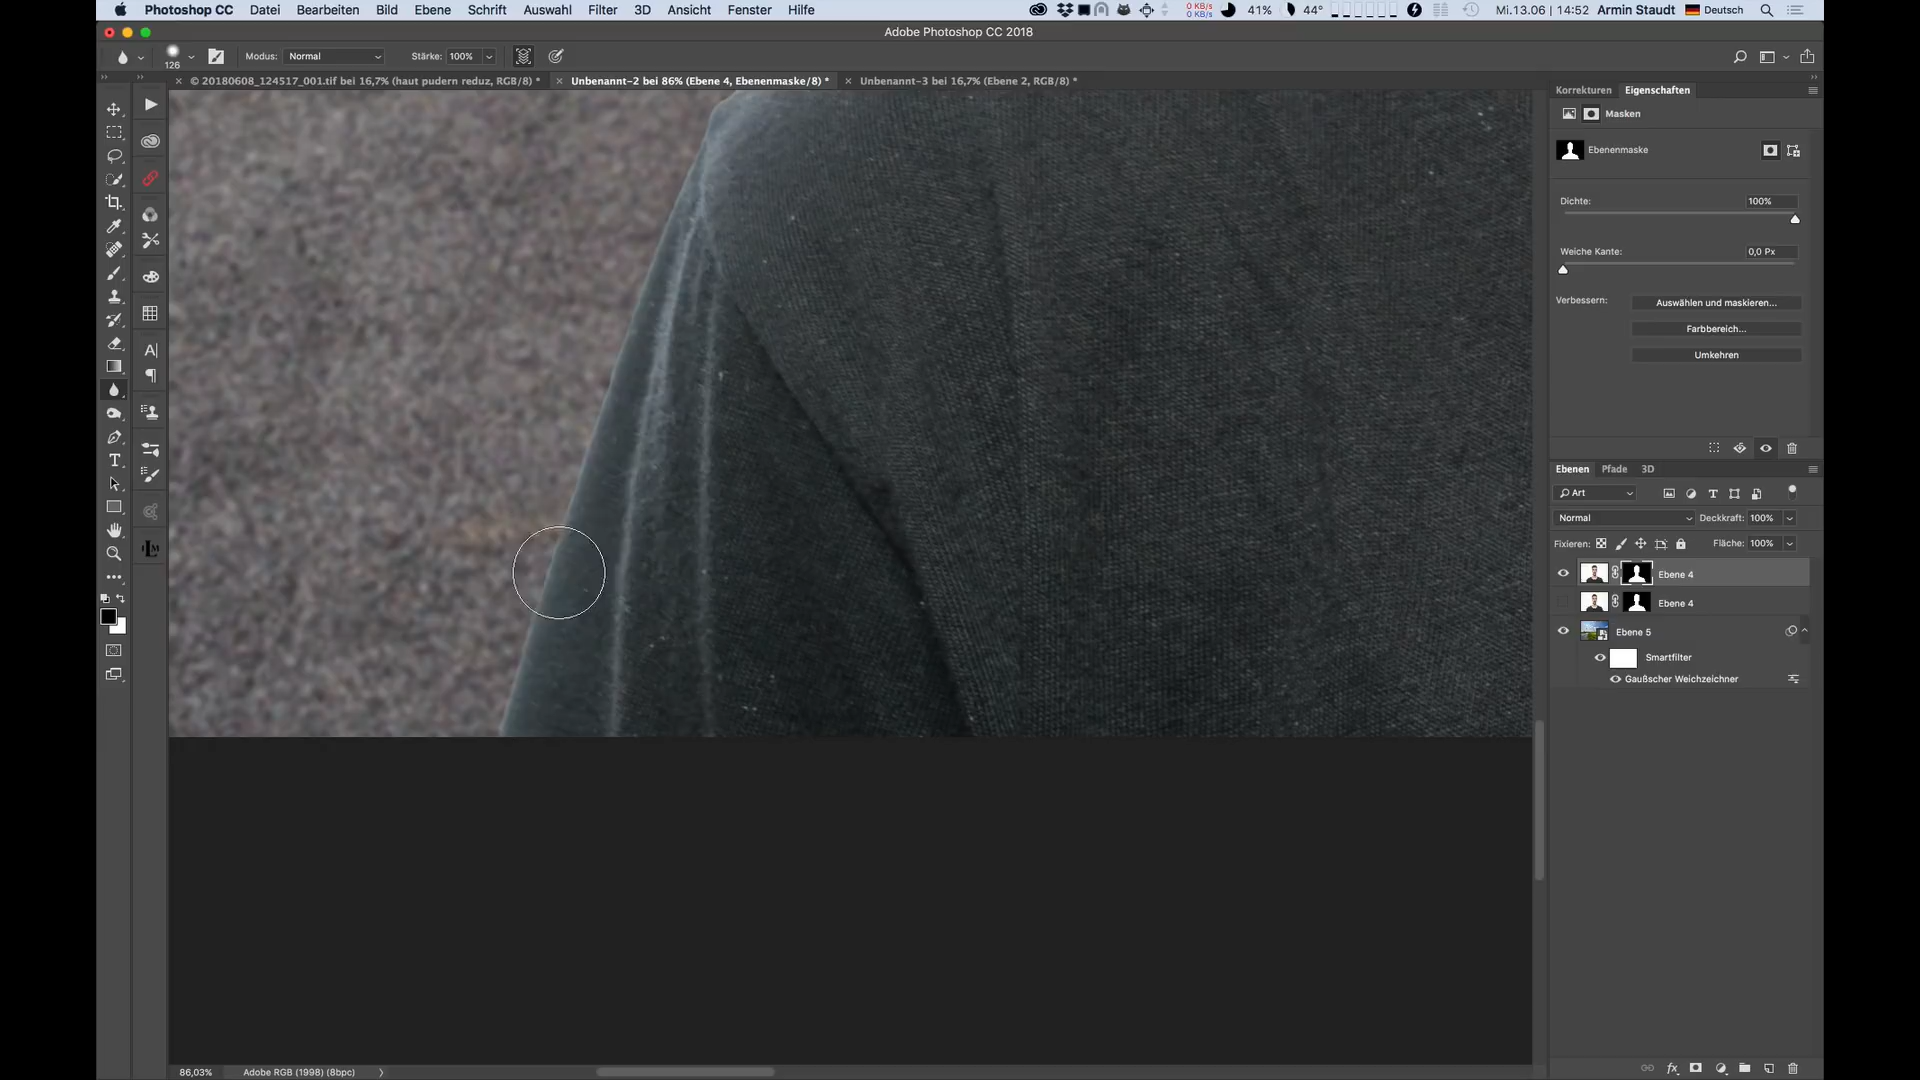 Photoshop CC Datei Bearbeiten Bild Ebene Schrift Auswahl Filter 3D Ansicht Fenster Hilfe 0 KB/s 0 KB/s 41% 44° Mi.13.06 | 14:52 Armin Staudt Deutsch
Adobe Photoshop CC 2018
126 Modus: Normal Stärke: 100%
© 20180608_124517_001.tif bei 16,7% (haut pudern reduz, RGB/8) * Unbenannt-2 bei 86% (Ebene 4, Ebenenmaske/8) * Unbenannt-3 bei 16,7% (Ebene 2, RGB/8) *
Korrekturen Eigenschaften
Masken
Ebenenmaske
Dichte: 100%
Weiche Kante: 0,0 Px
Verbessern: Auswählen und maskieren...
Farbbereich...
Umkehren
Ebenen Pfade 3D
Art
Normal Deckkraft: 100%
Fixieren: Fläche: 100%
Ebene 4
Ebene 4
Ebene 5
Smartfilter
Gaußscher Weichzeichner
86,03% Adobe RGB (1998) (8bpc)